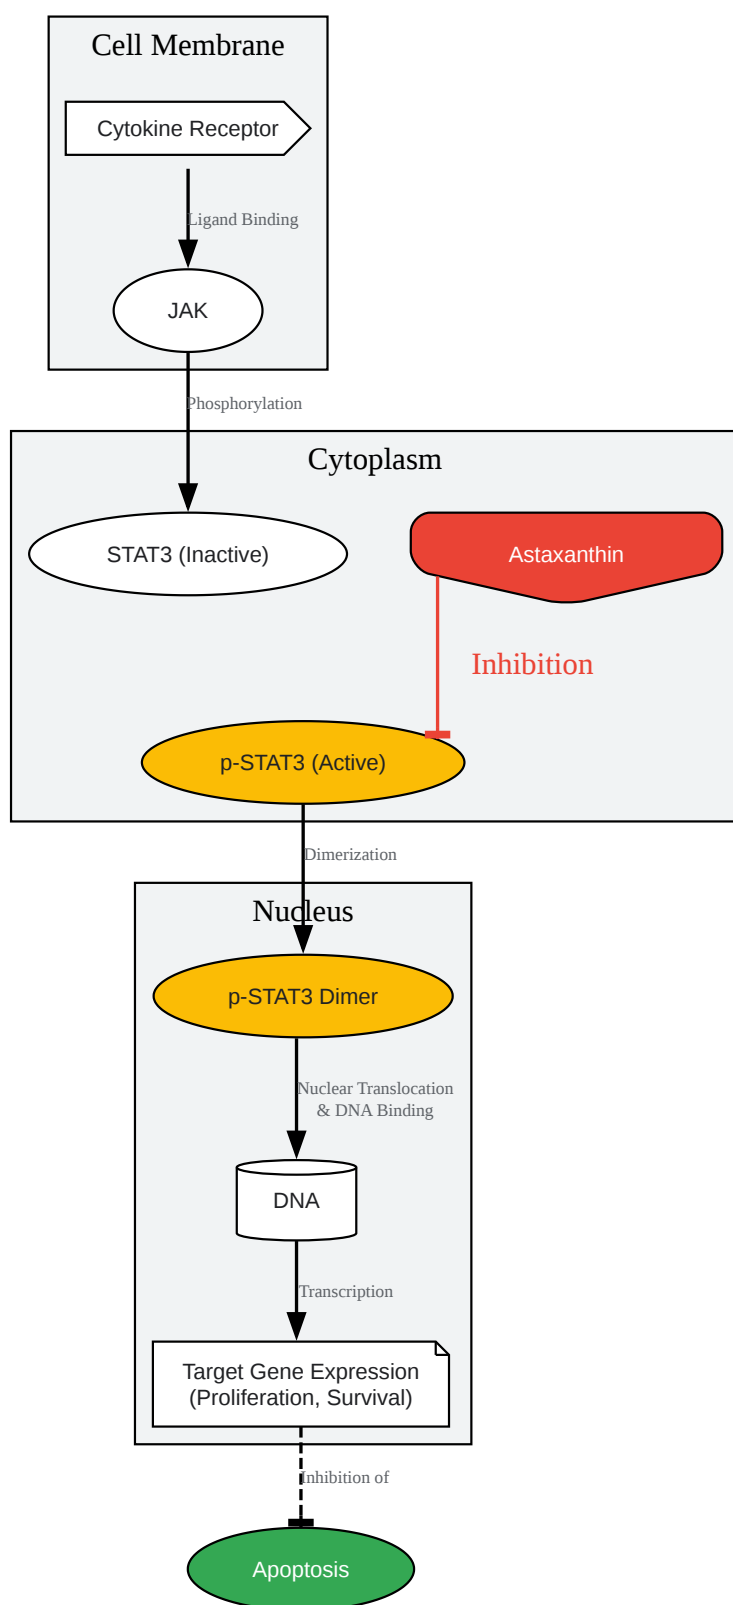 Cell Membrane
Cytokine Receptor
Ligand Binding
JAK
Phosphorylation
Cytoplasm
STAT3 (Inactive)
Astaxanthin
Inhibition
p-STAT3 (Active)
Dimerization
Nucleus
p-STAT3 Dimer
Nuclear Translocation
& DNA Binding
DNA
Transcription
Target Gene Expression
(Proliferation, Survival)
Inhibition of
Apoptosis